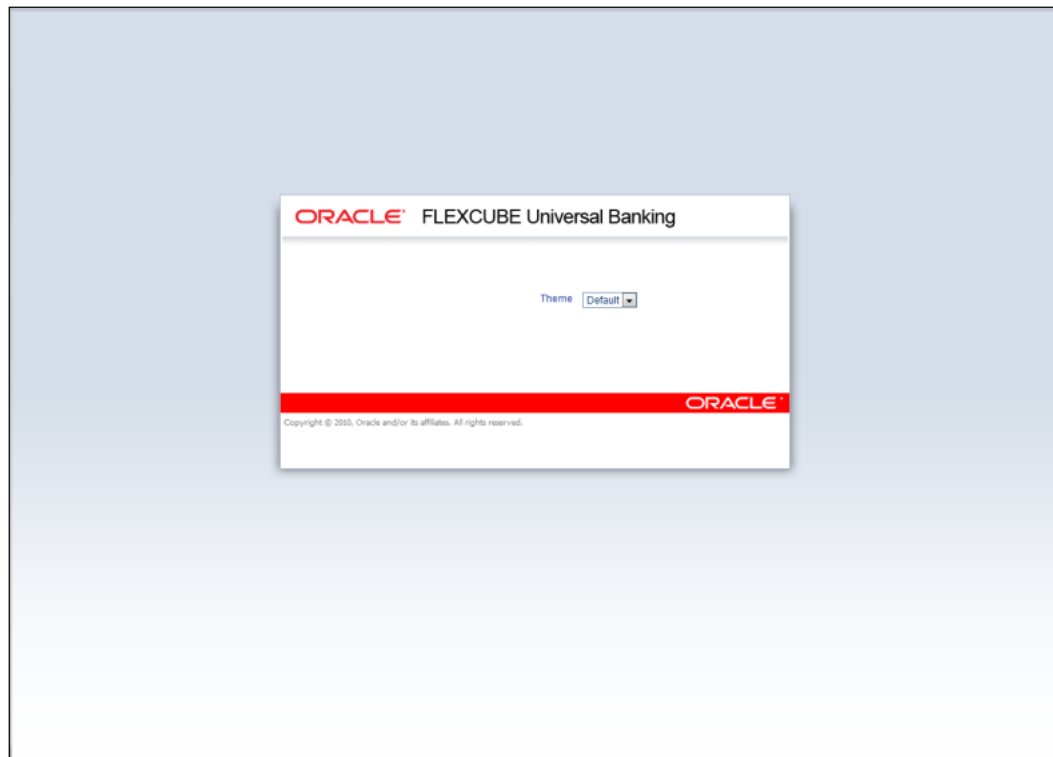 ORACLE® FLEXCUBE Universal Banking
Theme Default
ORACLE®
Copyright © 2010, Oracle and/or its affiliates. All rights reserved.